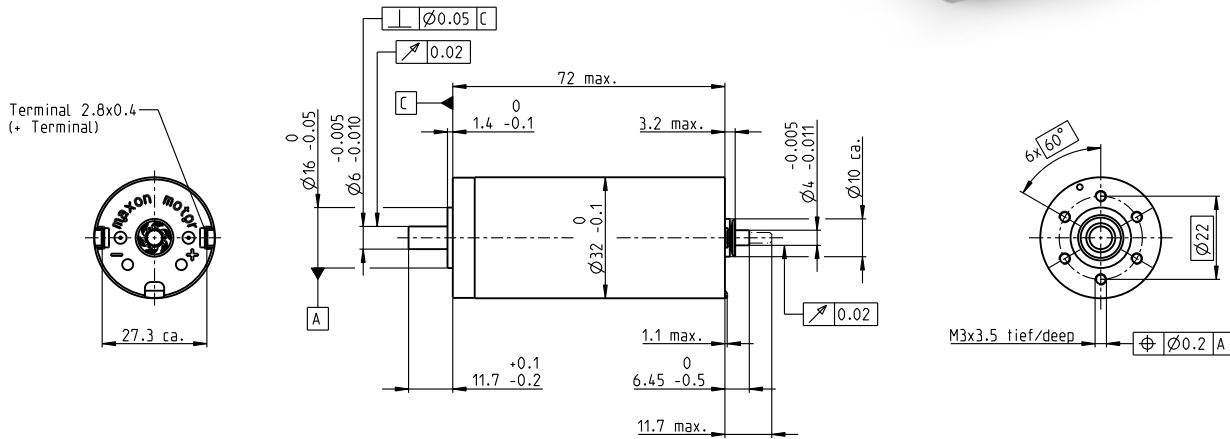 ⊥ Ø0.05 C
↗ 0.02
72 max.
C
0
1.4 -0.1
3.2 max.
Terminal 2.8x0.4
(+ Terminal)
0
Ø16 -0.05
-0.005
Ø6 -0.010
-0.005
Ø4 -0.011
Ø10 ca.
6x 60°
maxon motor
- +
0
Ø32 -0.1
Ø22
A
↗ 0.02
27.3 ca.
1.1 max.
M3x3.5 tief/deep
⌖ Ø0.2 A
+0.1
11.7 -0.2
0
6.45 -0.5
11.7 max.